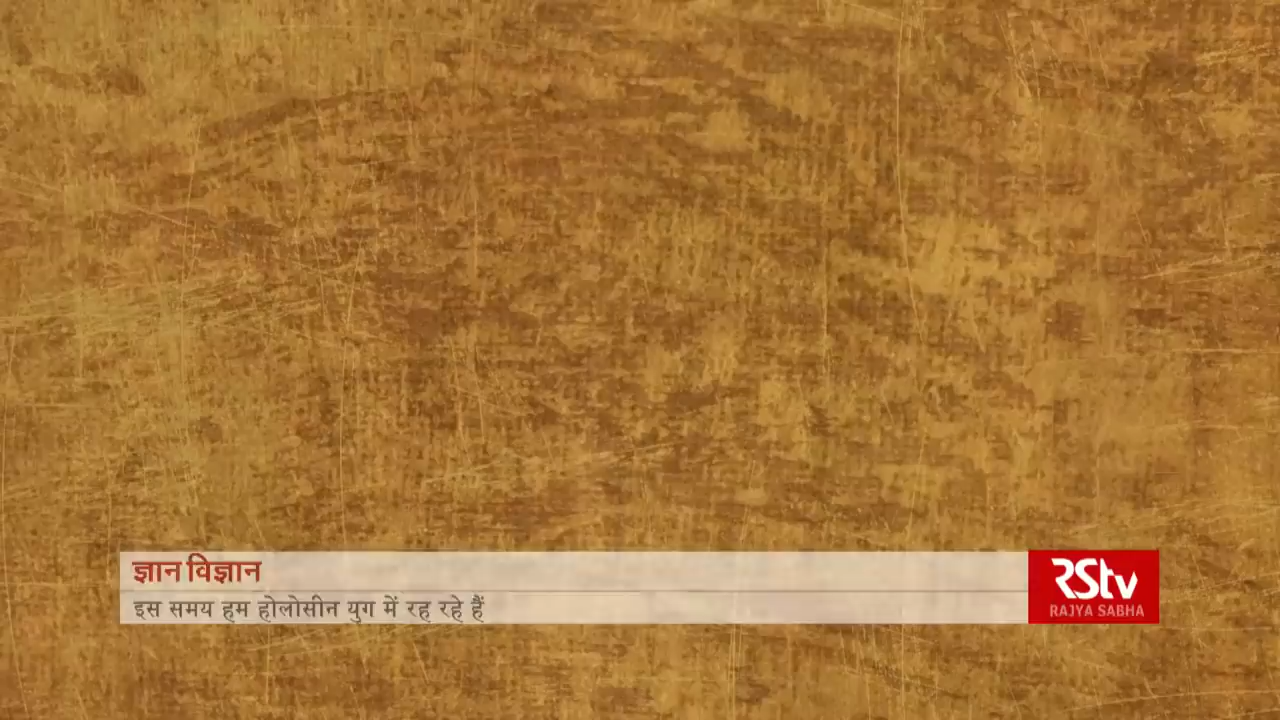 ज्ञान विज्ञान
इस समय हम होलोसीन युग में रह रहे हैं
RStv
RAJYA SABHA